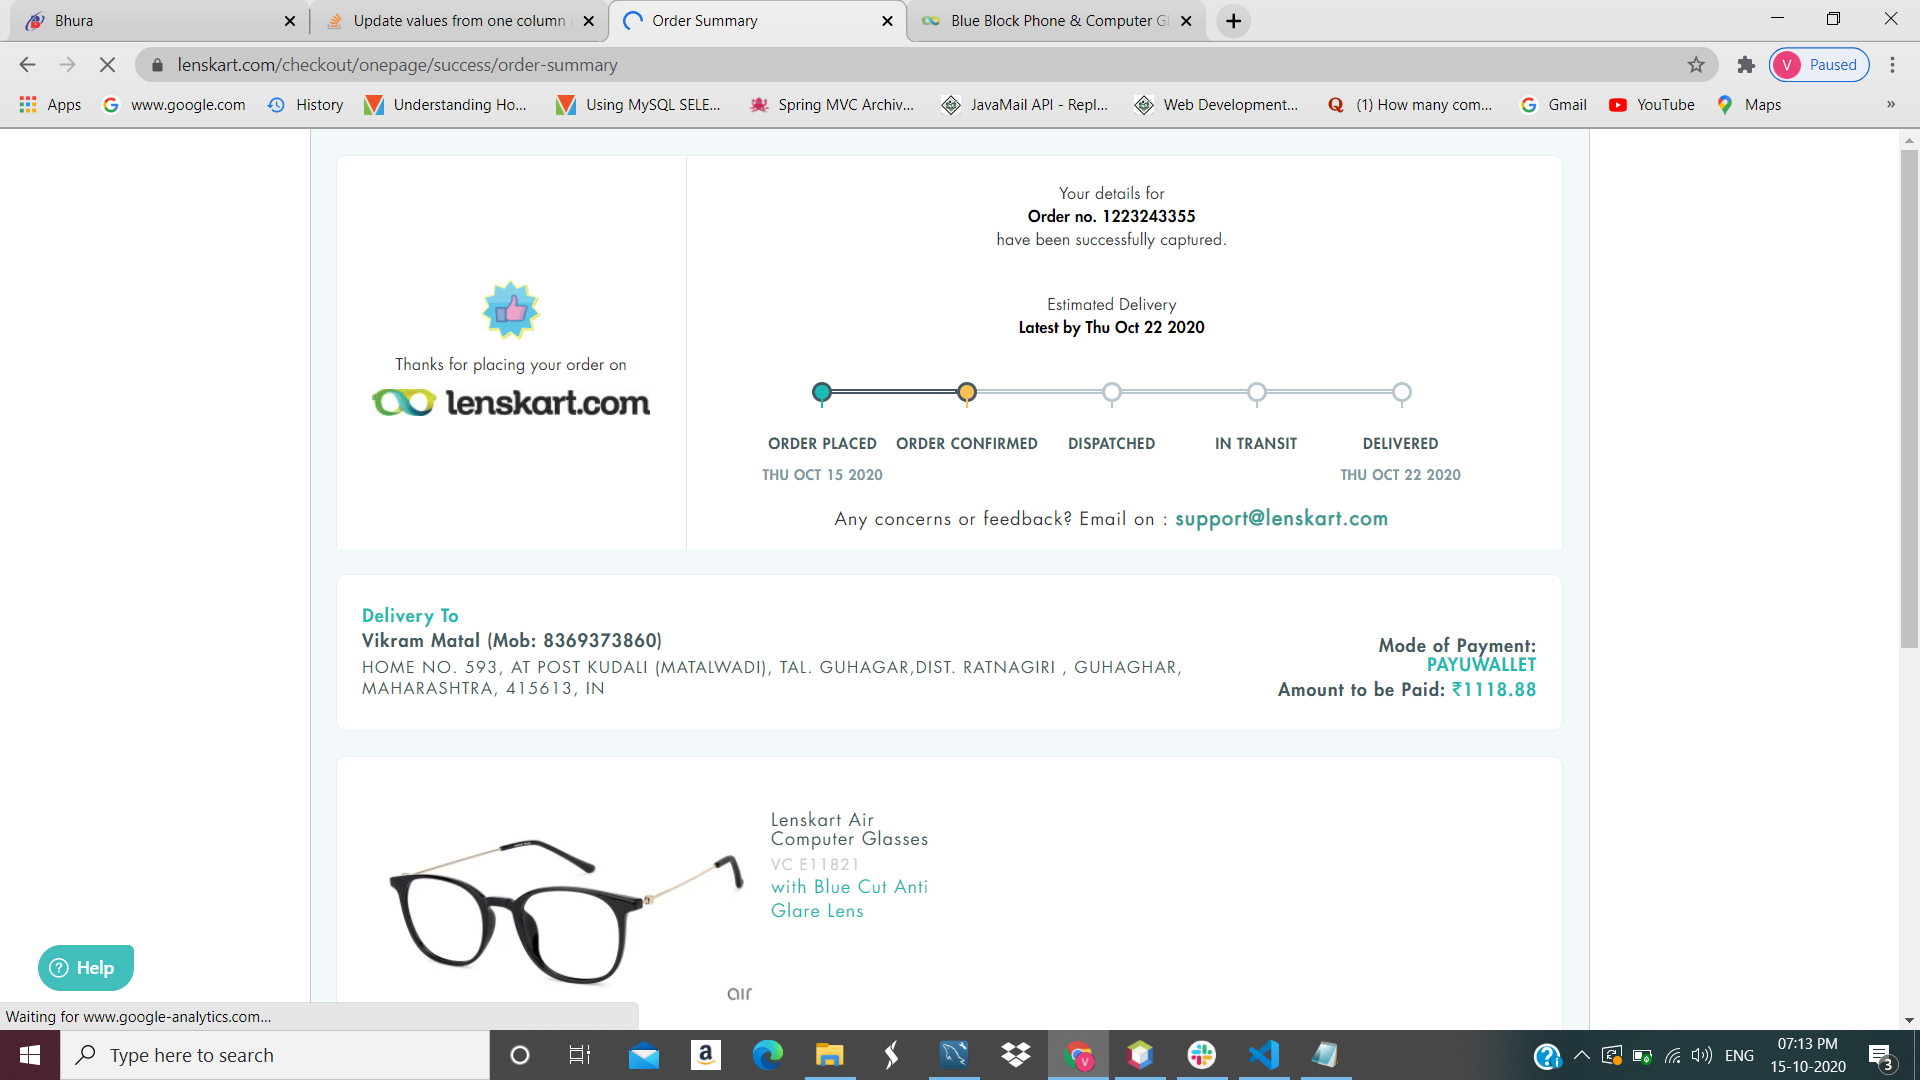 Bhura
Update values from one column i
Order Summary
Blue Block Phone & Computer Gl
lenskart.com/checkout/onepage/success/order-summary
V Paused
Apps
www.google.com
History
Understanding Ho...
Using MySQL SELE...
Spring MVC Archiv...
JavaMail API - Repl...
Web Development...
(1) How many com...
Gmail
YouTube
Maps
»
Your details for
Order no. 1223243355
have been successfully captured.
Estimated Delivery
Latest by Thu Oct 22 2020
Thanks for placing your order on
lenskart.com
ORDER PLACED
ORDER CONFIRMED
DISPATCHED
IN TRANSIT
DELIVERED
THU OCT 15 2020
THU OCT 22 2020
Any concerns or feedback? Email on : support@lenskart.com
Delivery To
Vikram Matal (Mob: 8369373860)
HOME NO. 593, AT POST KUDALI (MATALWADI), TAL. GUHAGAR,DIST. RATNAGIRI , GUHAGHAR,
MAHARASHTRA, 415613, IN
Mode of Payment:
PAYUWALLET
Amount to be Paid: ₹1118.88
Lenskart Air
Computer Glasses
VC E11821
with Blue Cut Anti
Glare Lens
air
? Help
Waiting for www.google-analytics.com...
Type here to search
ENG
07:13 PM
15-10-2020
3